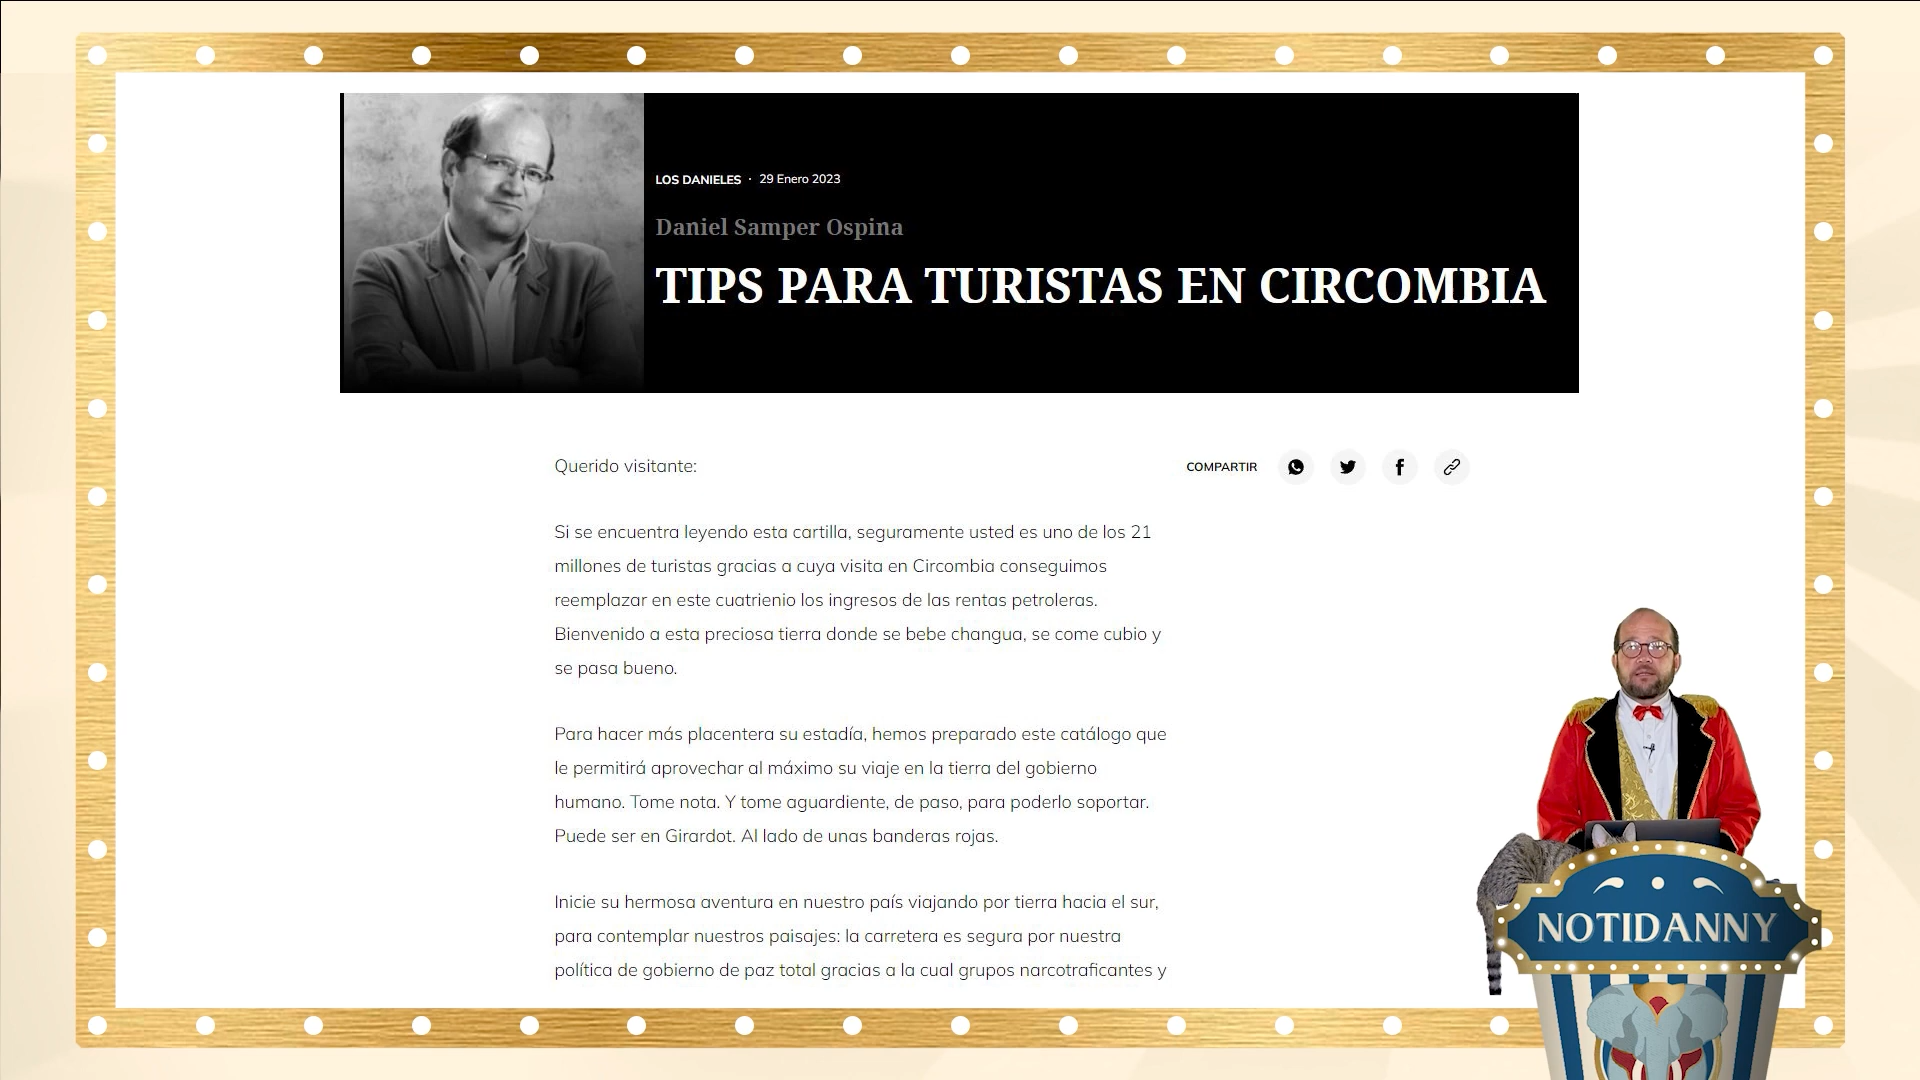 LOS DANIELES · 29 Enero 2023
Daniel Samper Ospina
TIPS PARA TURISTAS EN CIRCOMBIA
Querido visitante:
COMPARTIR
Si se encuentra leyendo esta cartilla, seguramente usted es uno de los 21
millones de turistas gracias a cuya visita en Circombia conseguimos
reemplazar en este cuatrienio los ingresos de las rentas petroleras.
Bienvenido a esta preciosa tierra donde se bebe changua, se come cubio y
se pasa bueno.
Para hacer más placentera su estadía, hemos preparado este catálogo que
le permitirá aprovechar al máximo su viaje en la tierra del gobierno
humano. Tome nota. Y tome aguardiente, de paso, para poderlo soportar.
Puede ser en Girardot. Al lado de unas banderas rojas.
Inicie su hermosa aventura en nuestro país viajando por tierra hacia el sur,
para contemplar nuestros paisajes: la carretera es segura por nuestra
política de gobierno de paz total gracias a la cual grupos narcotraficantes y
NOTIDANNY